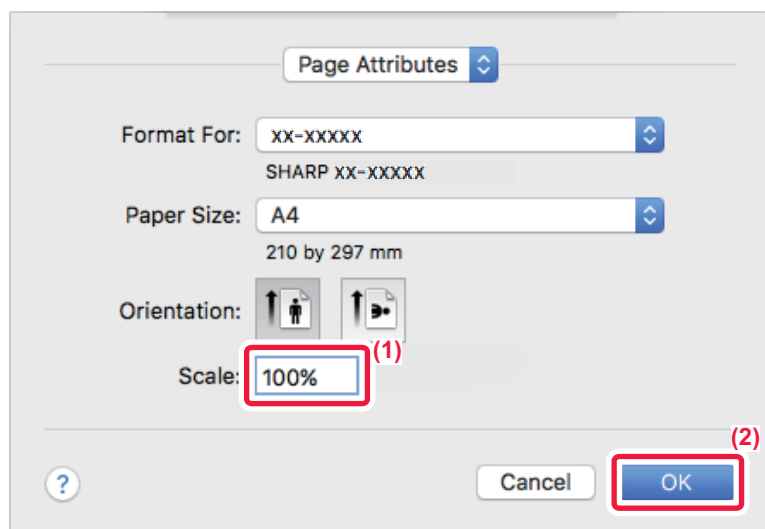 Page Attributes
Format For: xx-xxxxx
SHARP xx-xxxxx
Paper Size: A4
210 by 297 mm
Orientation:
(1)
Scale: 100%
(2)
? Cancel OK